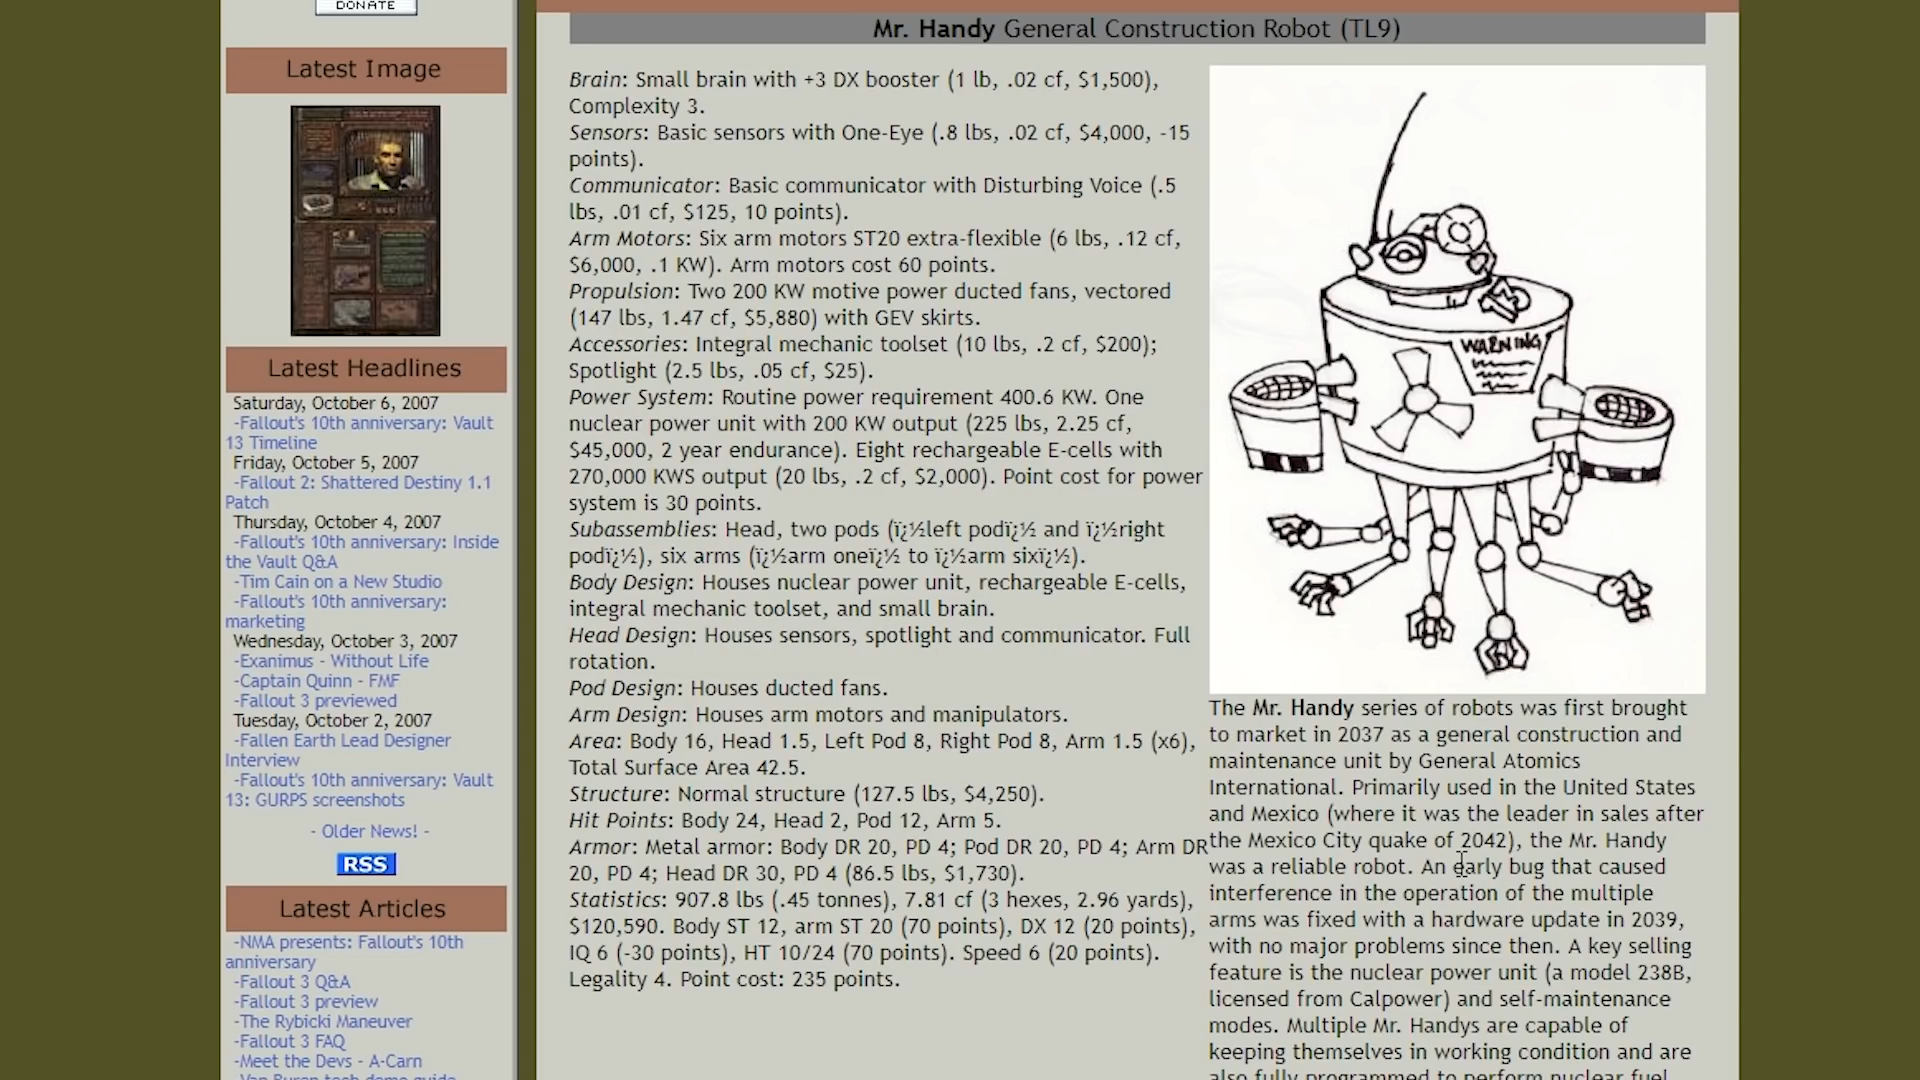 DONATE
Latest Image
Latest Headlines
Saturday, October 6, 2007
-Fallout's 10th anniversary: Vault
13 Timeline
Friday, October 5, 2007
-Fallout 2: Shattered Destiny 1.1
Patch
Thursday, October 4, 2007
-Fallout's 10th anniversary: Inside
the Vault Q&A
-Tim Cain on a New Studio
-Fallout's 10th anniversary:
marketing
Wednesday, October 3, 2007
-Exanimus - Without Life
-Captain Quinn - FMF
-Fallout 3 previewed
Tuesday, October 2, 2007
-Fallen Earth Lead Designer
Interview
-Fallout's 10th anniversary: Vault
13: GURPS screenshots
- Older News! -
RSS
Latest Articles
-NMA presents: Fallout's 10th
anniversary
-Fallout 3 Q&A
-Fallout 3 preview
-The Rybicki Maneuver
-Fallout 3 FAQ
-Meet the Devs - A-Carn
-Van Buren tech demo guide
Mr. Handy General Construction Robot (TL9)
Brain: Small brain with +3 DX booster (1 lb, .02 cf, $1,500),
Complexity 3.
Sensors: Basic sensors with One-Eye (.8 lbs, .02 cf, $4,000, -15
points).
Communicator: Basic communicator with Disturbing Voice (.5
lbs, .01 cf, $125, 10 points).
Arm Motors: Six arm motors ST20 extra-flexible (6 lbs, .12 cf,
$6,000, .1 KW). Arm motors cost 60 points.
Propulsion: Two 200 KW motive power ducted fans, vectored
(147 lbs, 1.47 cf, $5,880) with GEV skirts.
Accessories: Integral mechanic toolset (10 lbs, .2 cf, $200);
Spotlight (2.5 lbs, .05 cf, $25).
Power System: Routine power requirement 400.6 KW. One
nuclear power unit with 200 KW output (225 lbs, 2.25 cf,
$45,000, 2 year endurance). Eight rechargeable E-cells with
270,000 KWS output (20 lbs, .2 cf, $2,000). Point cost for power
system is 30 points.
Subassemblies: Head, two pods (ï¿½left podï¿½ and ï¿½right
podï¿½), six arms (ï¿½arm oneï¿½ to ï¿½arm sixï¿½).
Body Design: Houses nuclear power unit, rechargeable E-cells,
integral mechanic toolset, and small brain.
Head Design: Houses sensors, spotlight and communicator. Full
rotation.
Pod Design: Houses ducted fans.
Arm Design: Houses arm motors and manipulators.
Area: Body 16, Head 1.5, Left Pod 8, Right Pod 8, Arm 1.5 (x6),
Total Surface Area 42.5.
Structure: Normal structure (127.5 lbs, $4,250).
Hit Points: Body 24, Head 2, Pod 12, Arm 5.
Armor: Metal armor: Body DR 20, PD 4; Pod DR 20, PD 4; Arm DR
20, PD 4; Head DR 30, PD 4 (86.5 lbs, $1,730).
Statistics: 907.8 lbs (.45 tonnes), 7.81 cf (3 hexes, 2.96 yards),
$120,590. Body ST 12, arm ST 20 (70 points), DX 12 (20 points),
IQ 6 (-30 points), HT 10/24 (70 points). Speed 6 (20 points).
Legality 4. Point cost: 235 points.
WARNING
The Mr. Handy series of robots was first brought
to market in 2037 as a general construction and
maintenance unit by General Atomics
International. Primarily used in the United States
and Mexico (where it was the leader in sales after
the Mexico City quake of 2042), the Mr. Handy
was a reliable robot. An early bug that caused
interference in the operation of the multiple
arms was fixed with a hardware update in 2039,
with no major problems since then. A key selling
feature is the nuclear power unit (a model 238B,
licensed from Calpower) and self-maintenance
modes. Multiple Mr. Handys are capable of
keeping themselves in working condition and are
also fully programmed to perform nuclear fuel